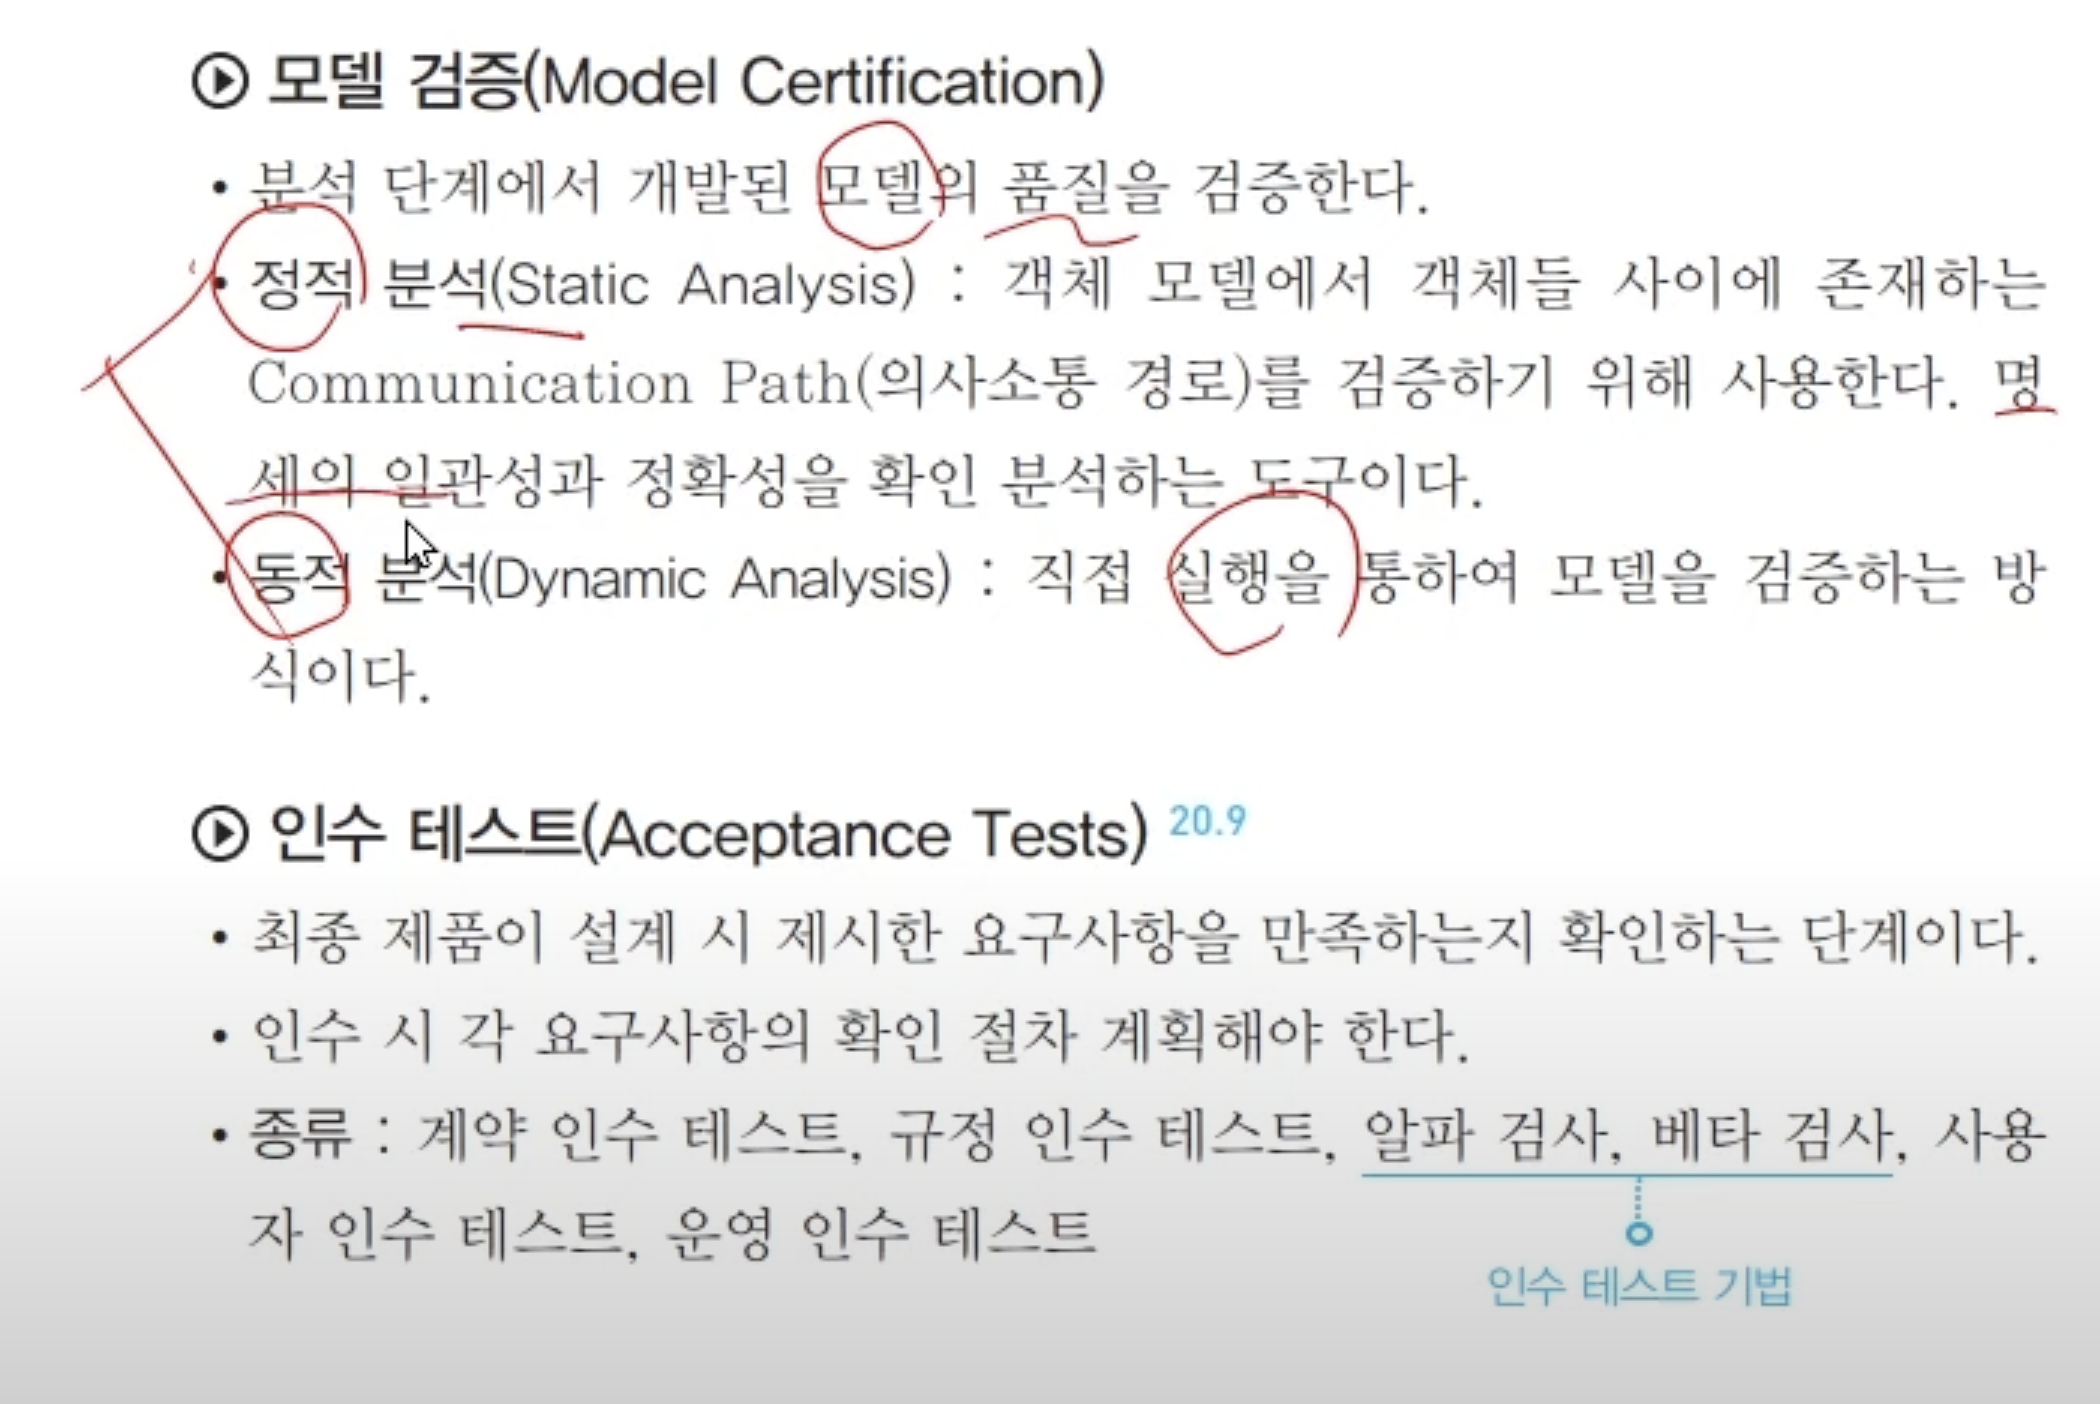 모델 검증(Model Certification)
• 분석 단계에서 개발된 모델의 품질을 검증한다.
• 정적 분석(Static Analysis) : 객체 모델에서 객체들 사이에 존재하는
Communication Path(의사소통 경로)를 검증하기 위해 사용한다. 명
세의 일관성과 정확성을 확인 분석하는 도구이다.
• 동적 분석(Dynamic Analysis) : 직접 실행을 통하여 모델을 검증하는 방
식이다.
인수 테스트(Acceptance Tests) 20.9
• 최종 제품이 설계 시 제시한 요구사항을 만족하는지 확인하는 단계이다.
• 인수 시 각 요구사항의 확인 절차 계획해야 한다.
• 종류 : 계약 인수 테스트, 규정 인수 테스트, 알파 검사, 베타 검사, 사용
자 인수 테스트, 운영 인수 테스트
인수 테스트 기법